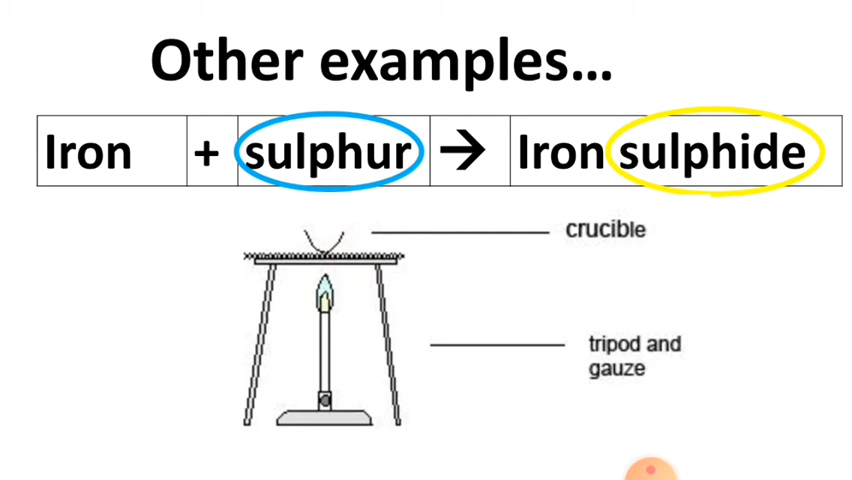 Other examples...
Iron + sulphur → Iron sulphide
crucible
tripod and
gauze